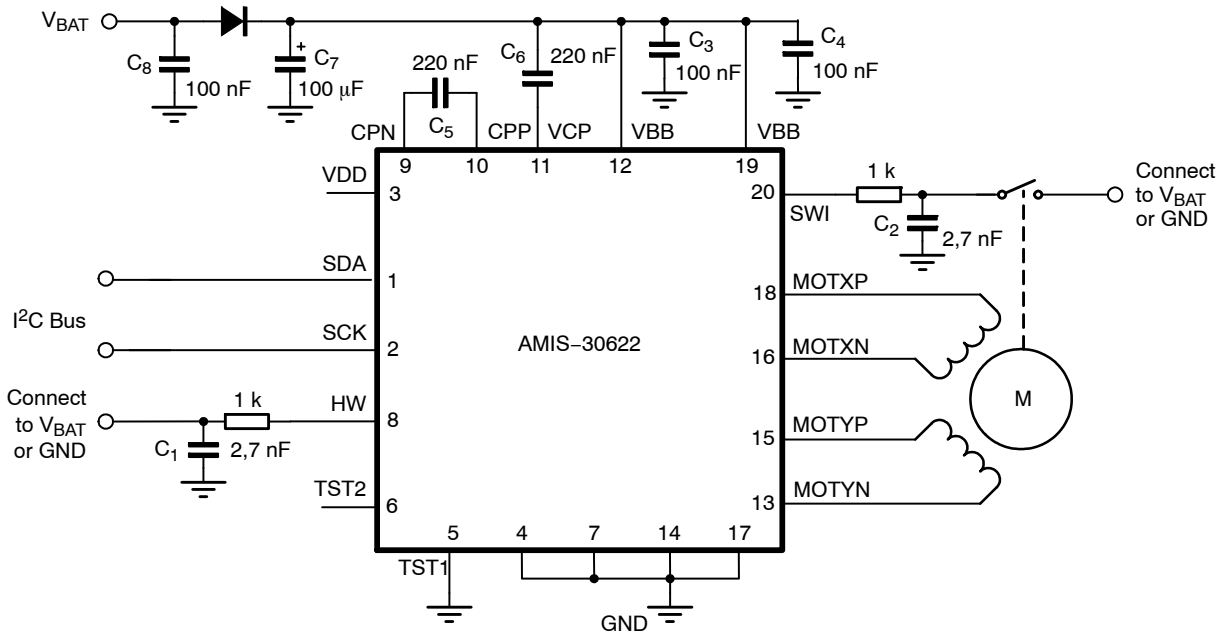 V_BAT
C8
100 nF
+
C7
100 μF
220 nF
C5
C6
220 nF
C3
100 nF
C4
100 nF
CPN
CPP
VCP
VBB
VBB
9
10
11
12
19
VDD
3
SDA
1
I²C Bus
SCK
2
AMIS−30622
Connect
to V_BAT
or GND
1 k
HW
8
C1
2,7 nF
TST2
6
20
SWI
1 k
C2
2,7 nF
Connect
to V_BAT
or GND
MOTXP
18
MOTXN
16
M
MOTYP
15
MOTYN
13
5
4
7
14
17
TST1
GND